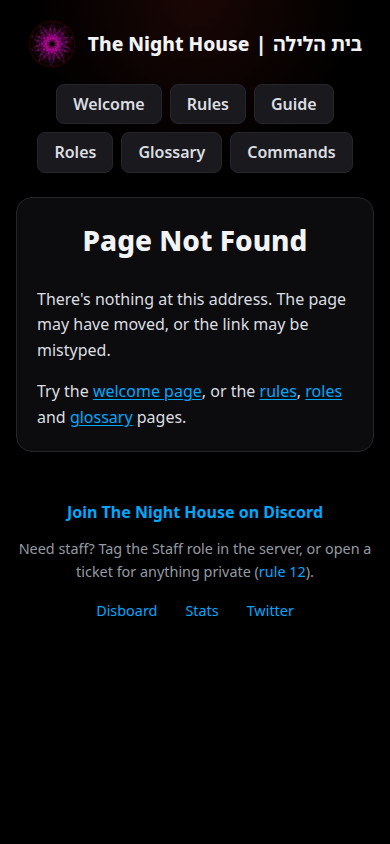 The Night House | בית הלילה
Welcome Rules Guide
Roles Glossary Commands
Page Not Found
There's nothing at this address. The page
may have moved, or the link may be
mistyped.
Try the welcome page, or the rules, roles
and glossary pages.
Join The Night House on Discord
Need staff? Tag the Staff role in the server, or open a
ticket for anything private (rule 12).
Disboard Stats Twitter